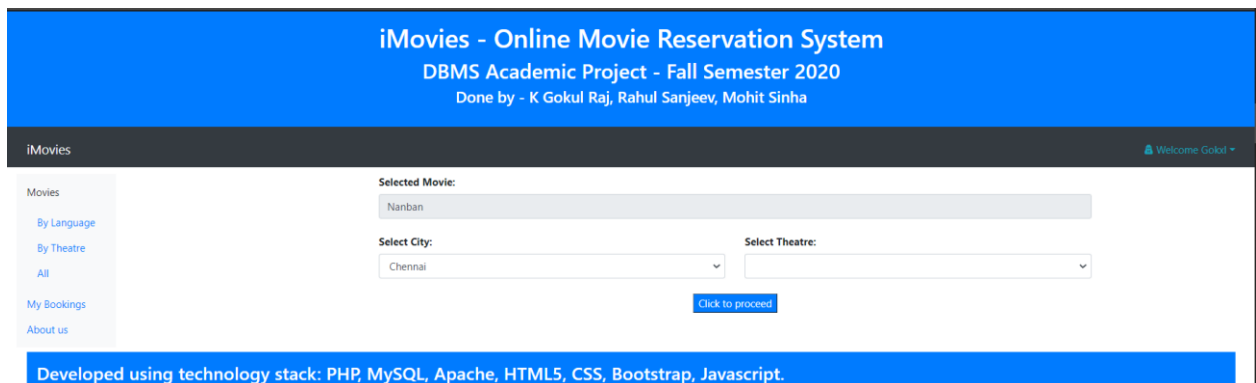 iMovies - Online Movie Reservation System
DBMS Academic Project - Fall Semester 2020
Done by - K Gokul Raj, Rahul Sanjeev, Mohit Sinha
iMovies
Welcome Gokxl
Movies
By Language
By Theatre
All
My Bookings
About us
Selected Movie:
Nanban
Select City:
Select Theatre:
Chennai
Click to proceed
Developed using technology stack: PHP, MySQL, Apache, HTML5, CSS, Bootstrap, Javascript.